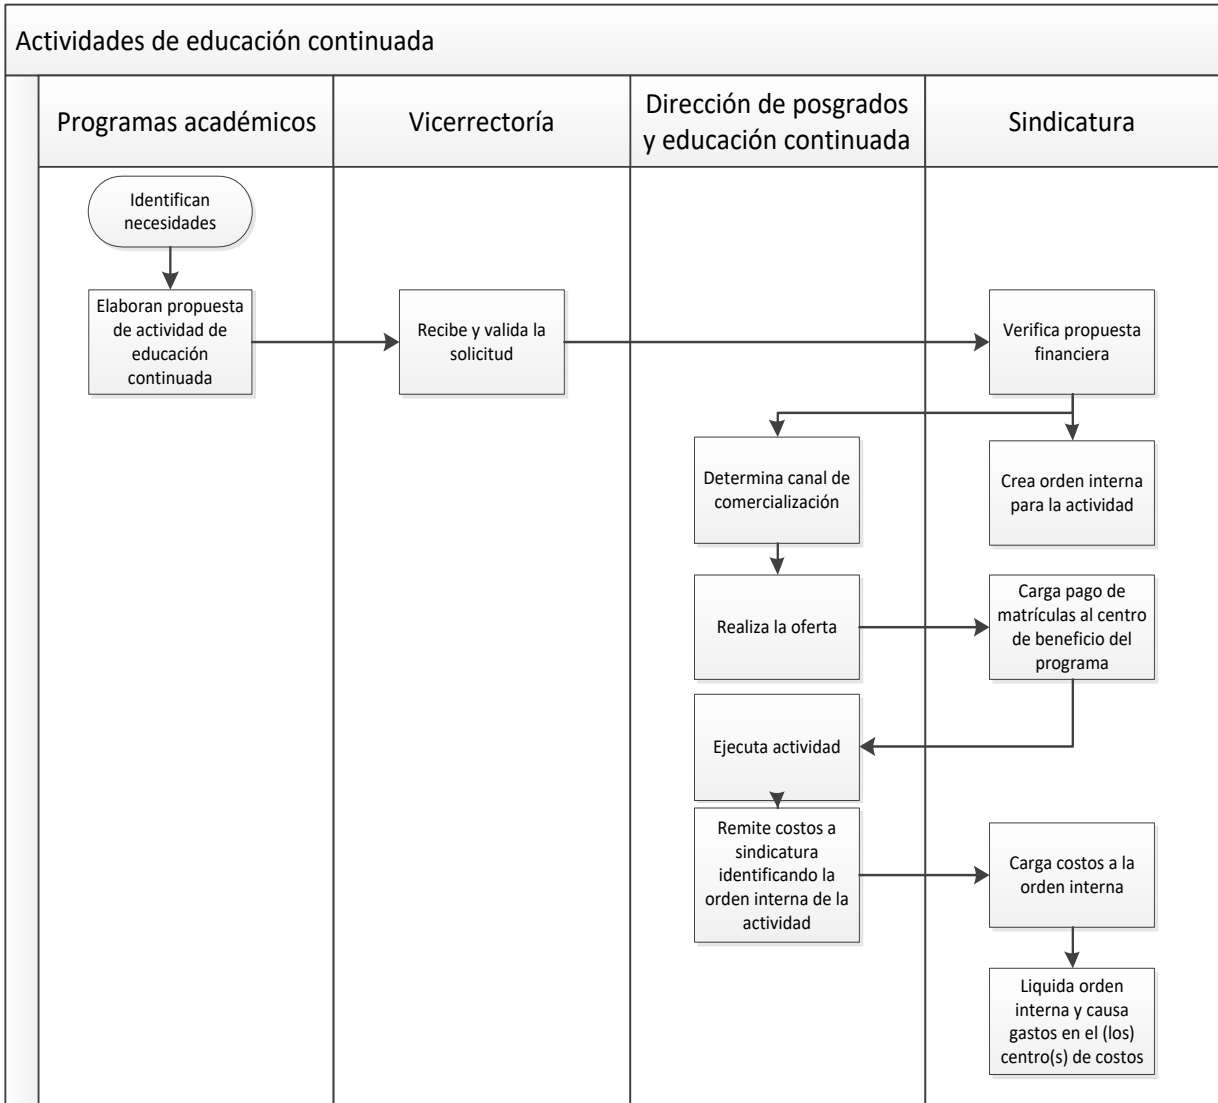 Actividades de educación continuada
Programas académicos
Vicerrectoría
Dirección de posgrados
y educación continuada
Sindicatura
Identifican
necesidades
Elaboran propuesta
de actividad de
educación
continuada
Recibe y valida la
solicitud
Verifica propuesta
financiera
Determina canal de
comercialización
Crea orden interna
para la actividad
Realiza la oferta
Carga pago de
matrículas al centro
de beneficio del
programa
Ejecuta actividad
Remite costos a
sindicatura
identificando la
orden interna de la
actividad
Carga costos a la
orden interna
Liquida orden
interna y causa
gastos en el (los)
centro(s) de costos